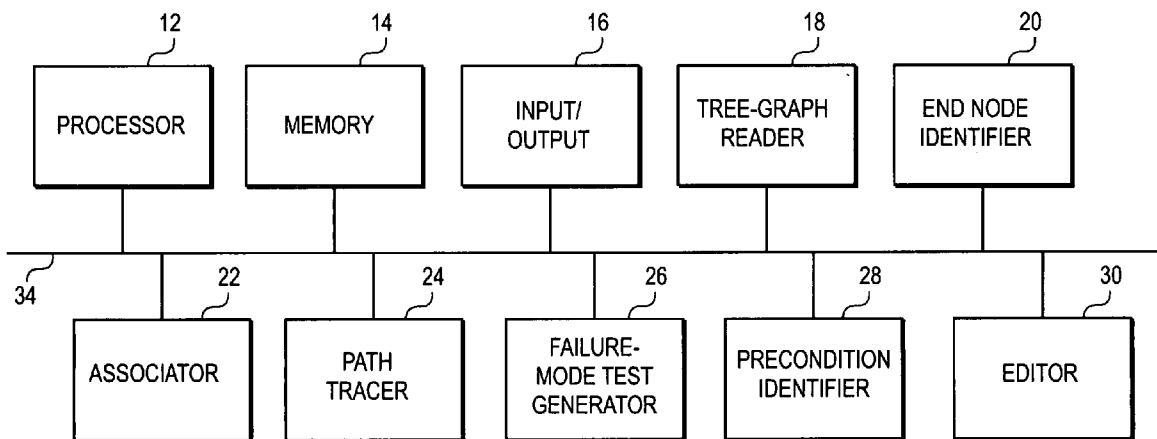 12
14
16
18
20
PROCESSOR
MEMORY
INPUT/
OUTPUT
TREE-GRAPH
READER
END NODE
IDENTIFIER
34
22
24
26
28
30
ASSOCIATOR
PATH
TRACER
FAILURE-
MODE TEST
GENERATOR
PRECONDITION
IDENTIFIER
EDITOR